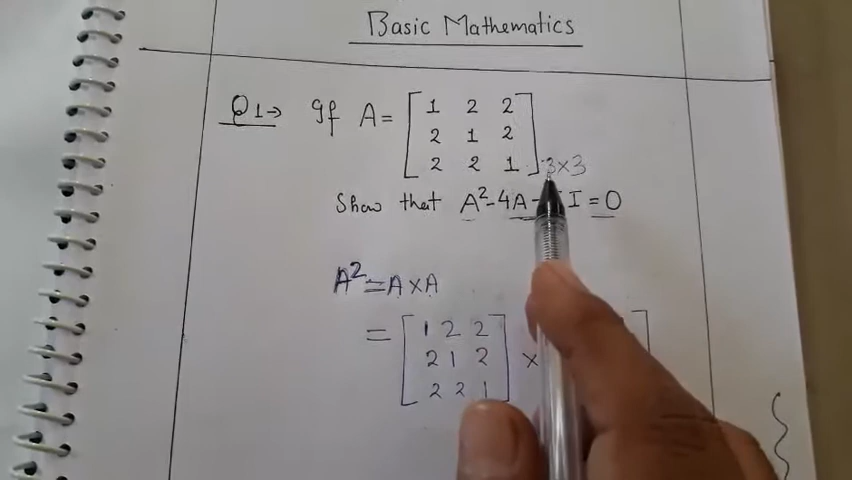 Basic Mathematics
Q1→ If A = [ 1 2 2
2 1 2
2 2 1 ] 3×3
Show that A²-4A- I = 0
A² = A × A
= [ 1 2 2
2 1 2
2 2 1 ] ×